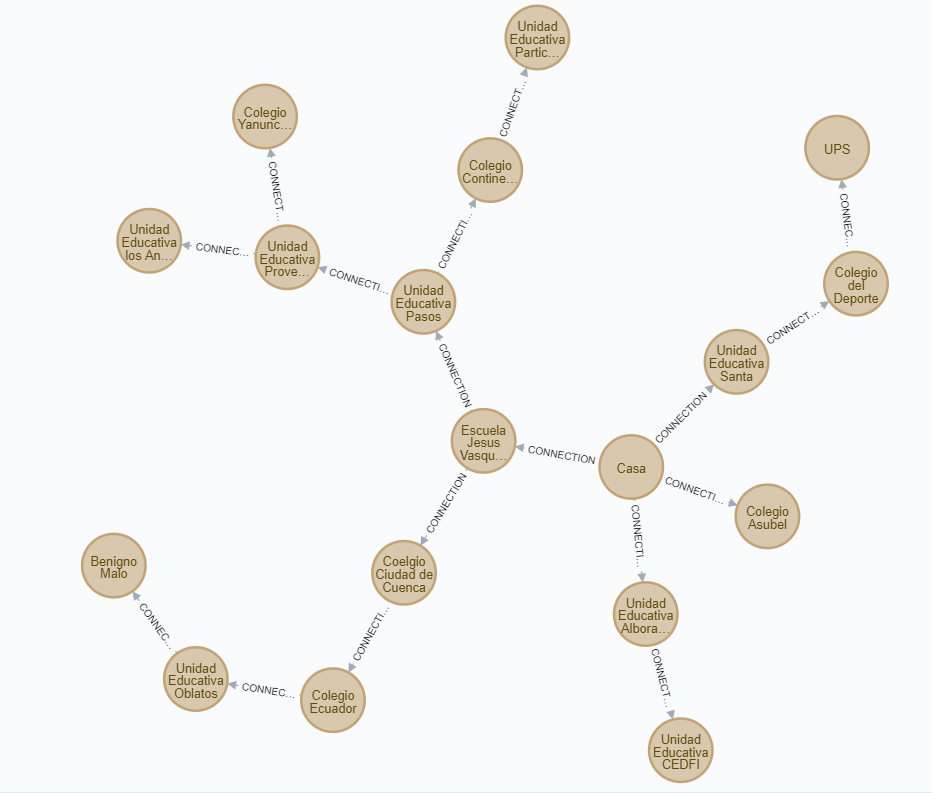 Unidad
Educativa
Partic...
CONNECT...
Colegio
Yanunc...
Colegio
Contine...
UPS
CONNECT...
CONNEC...
Unidad
Educativa
los An...
CONNEC...
Unidad
Educativa
Prove...
CONNECTI...
CONNECTI...
Unidad
Educativa
Pasos
Colegio
del
Deporte
CONNECT...
Unidad
Educativa
Santa
CONNECTION
CONNECTION
Escuela
Jesus
Vasqu...
CONNECTION
Casa
CONNECTI...
Colegio
Asubel
CONNECTION
CONNECTI...
Benigno
Malo
Coelgio
Ciudad de
Cuenca
Unidad
Educativa
Albora...
CONNEC...
CONNECTI...
Unidad
Educativa
Oblatos
CONNEC...
Colegio
Ecuador
CONNECT...
Unidad
Educativa
CEDFI